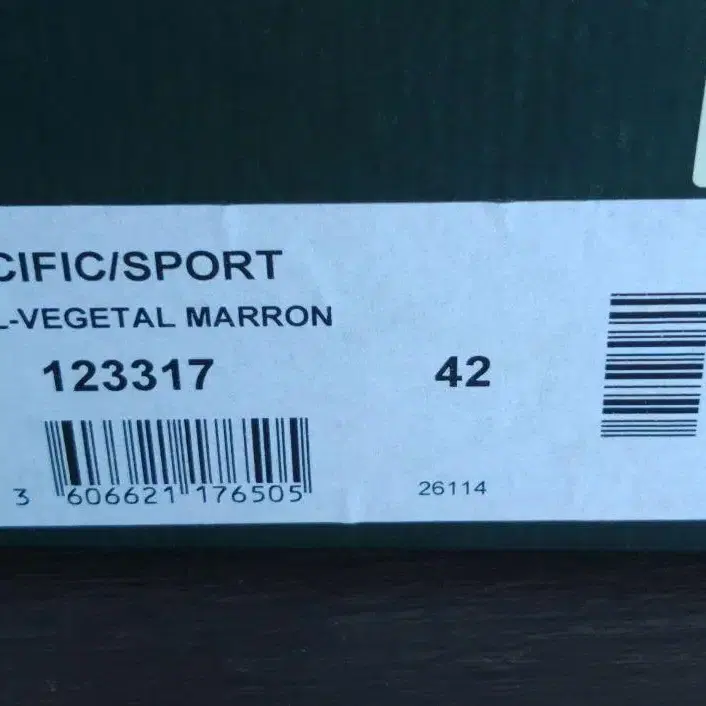 CIFIC/SPORT
L-VEGETAL MARRON
123317 42
3 606621 176505
26114